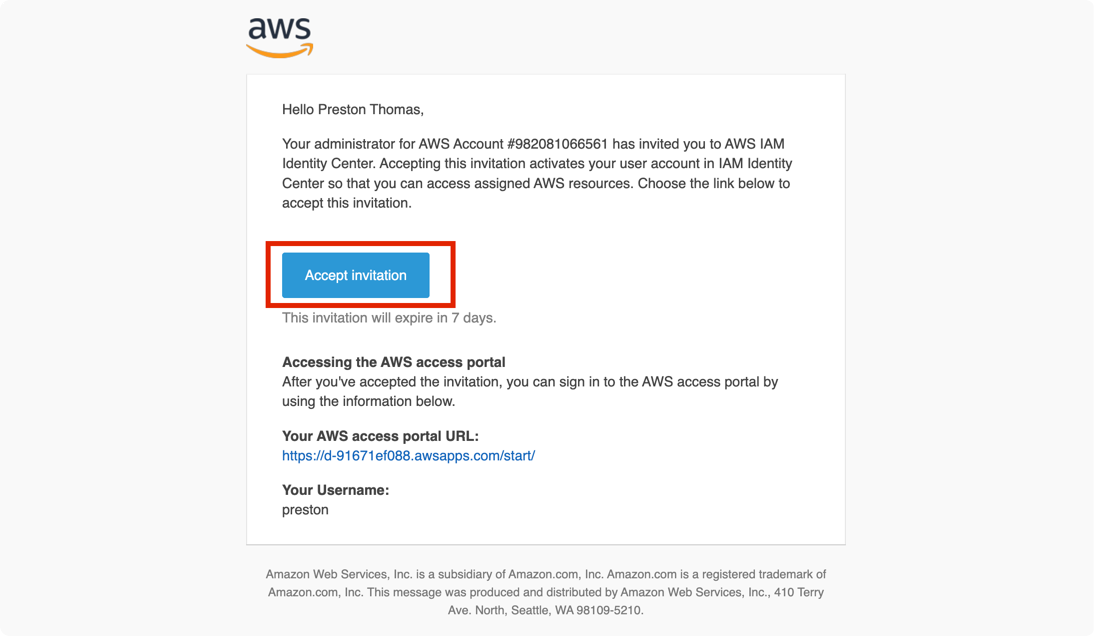 aws
Hello Preston Thomas,
Your administrator for AWS Account #982081066561 has invited you to AWS IAM
Identity Center. Accepting this invitation activates your user account in IAM Identity
Center so that you can access assigned AWS resources. Choose the link below to
accept this invitation.
Accept invitation
This invitation will expire in 7 days.
Accessing the AWS access portal
After you've accepted the invitation, you can sign in to the AWS access portal by
using the information below.
Your AWS access portal URL:
https://d-91671ef088.awsapps.com/start/
Your Username:
preston
Amazon Web Services, Inc. is a subsidiary of Amazon.com, Inc. Amazon.com is a registered trademark of
Amazon.com, Inc. This message was produced and distributed by Amazon Web Services, Inc., 410 Terry
Ave. North, Seattle, WA 98109-5210.